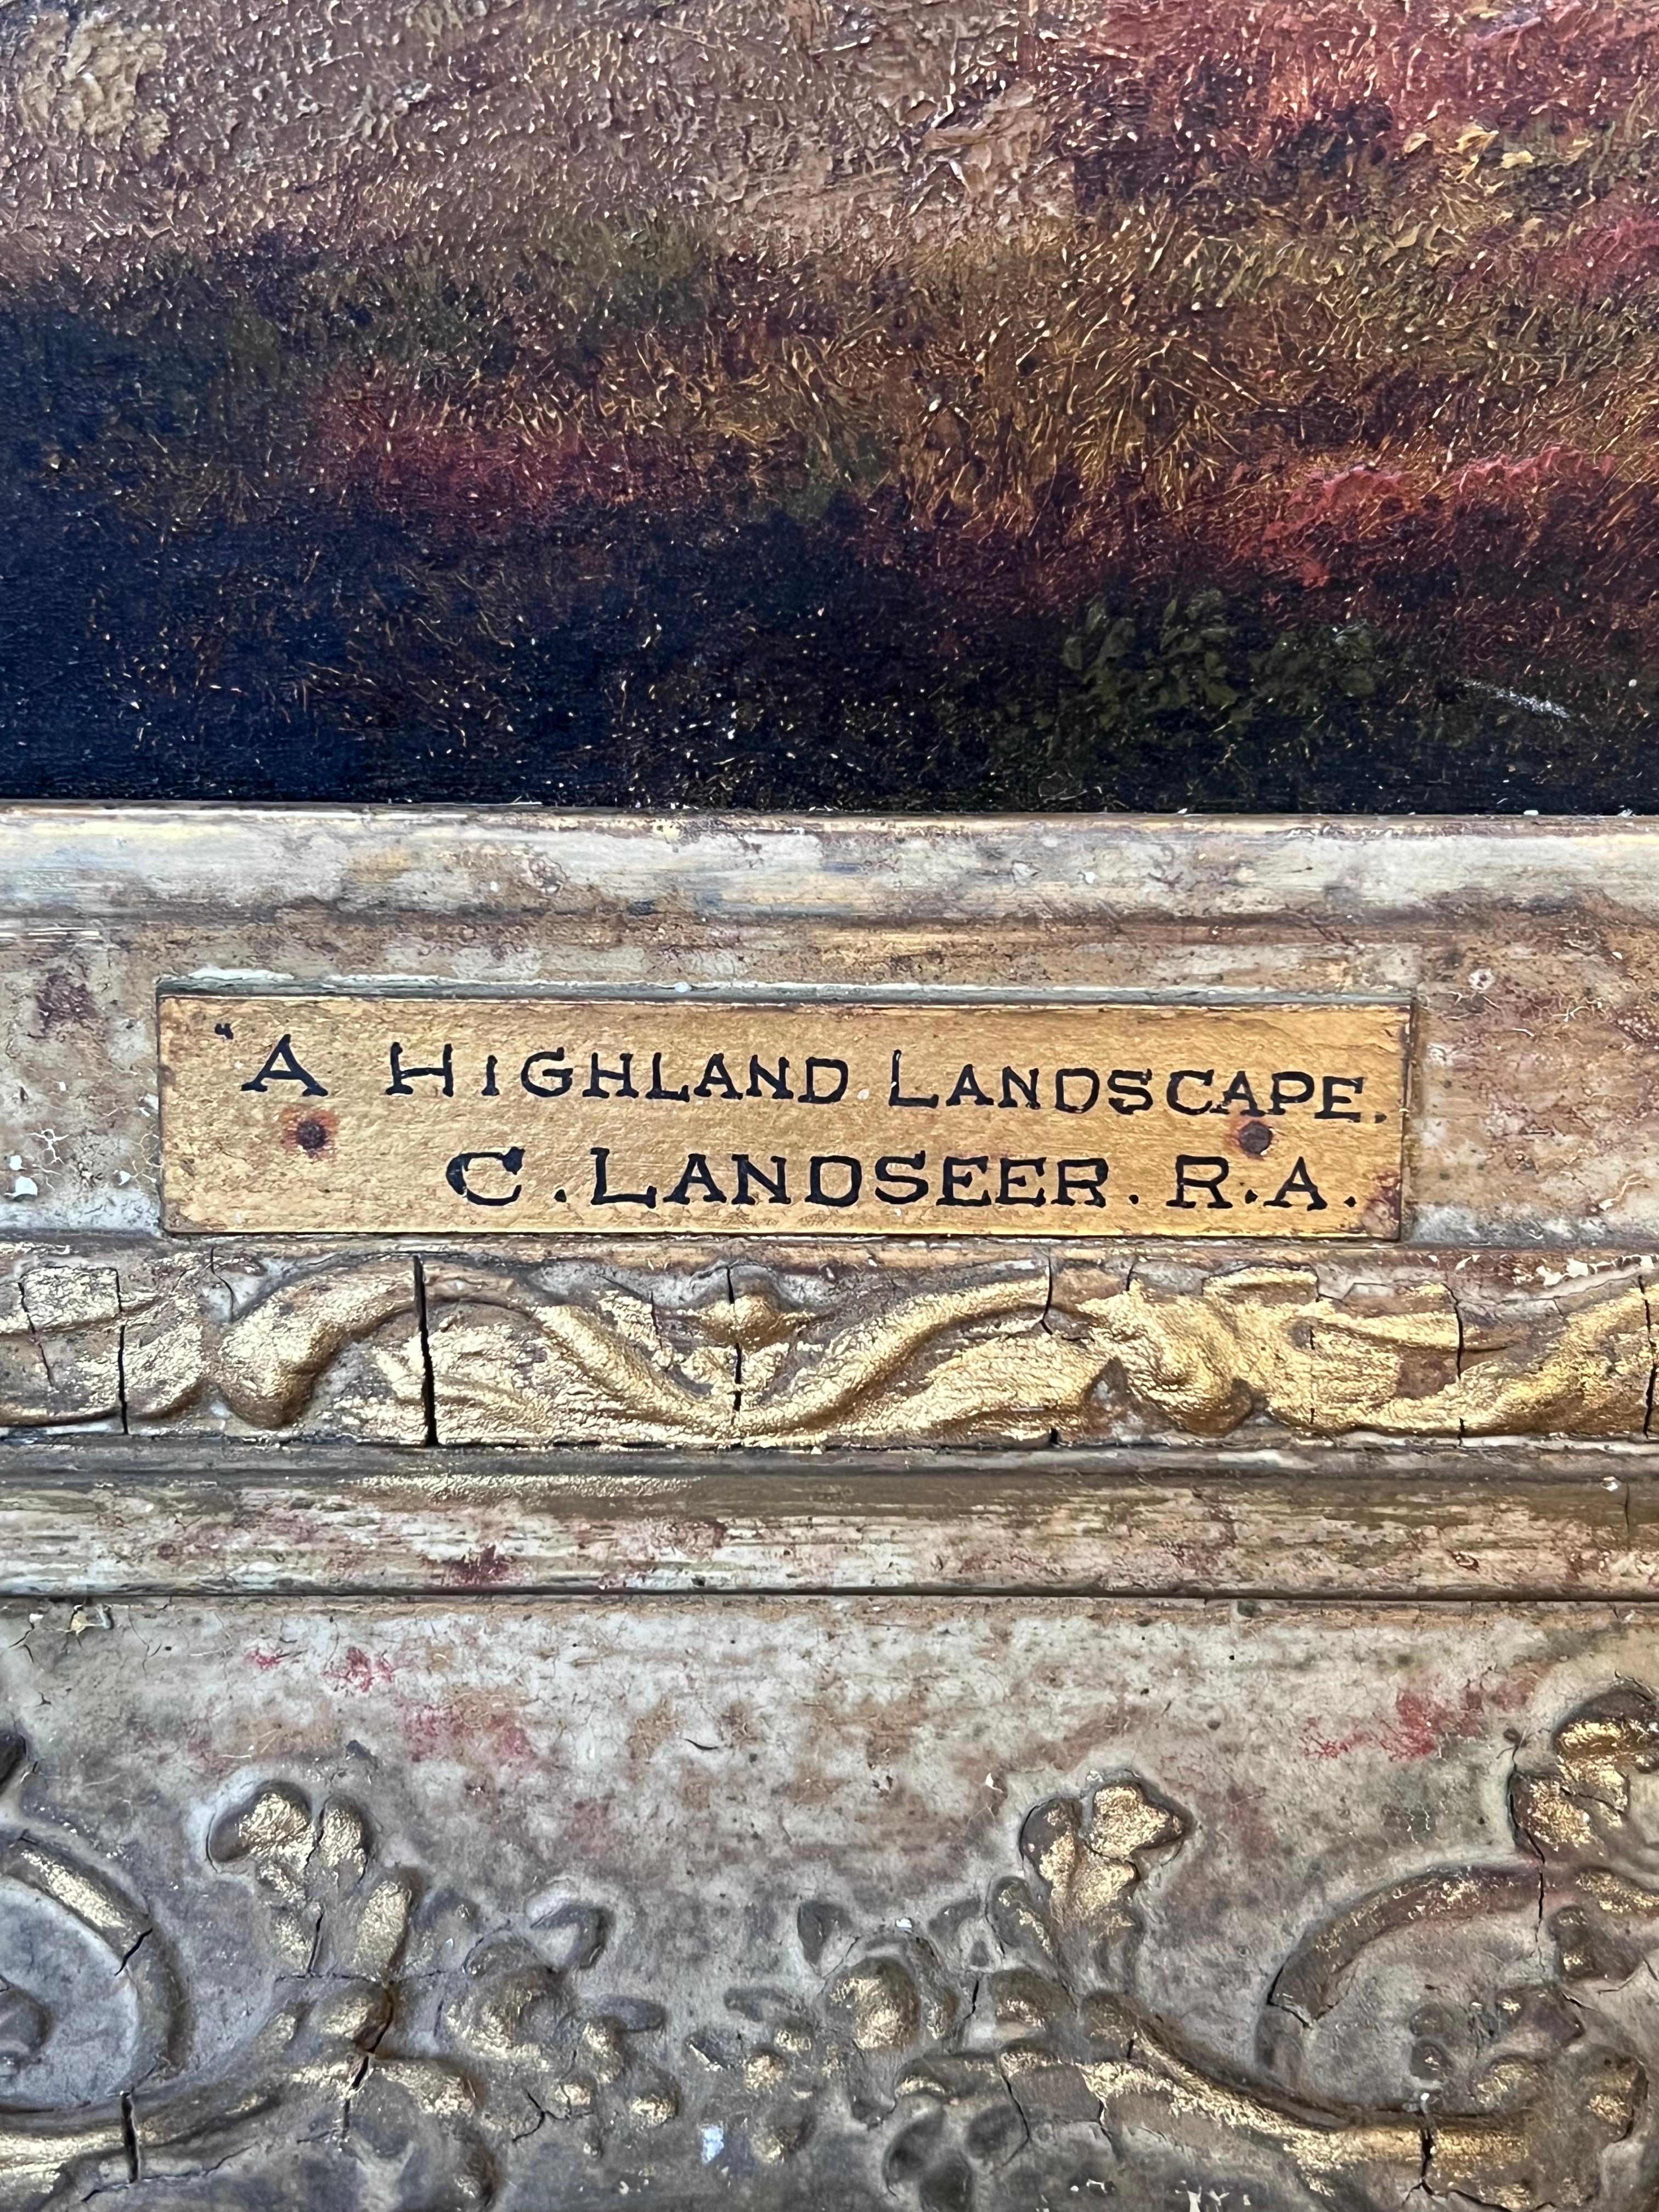 "A HIGHLAND LANDSCAPE.
C. LANDSEER. R.A.